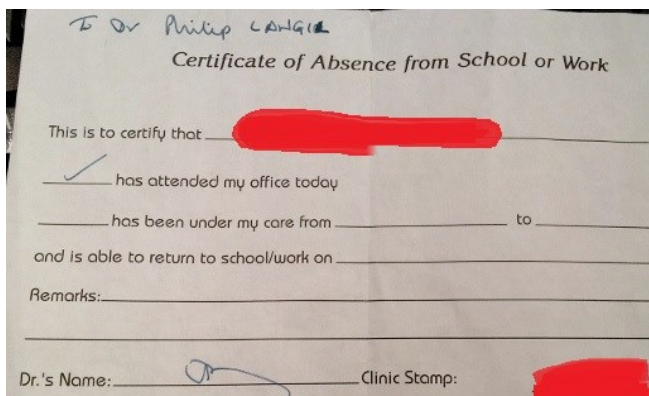 To Dr Philip LANGILL
Certificate of Absence from School or Work
This is to certify that
has attended my office today
has been under my care from to
and is able to return to school/work on
Remarks:
Dr.'s Name: Clinic Stamp: